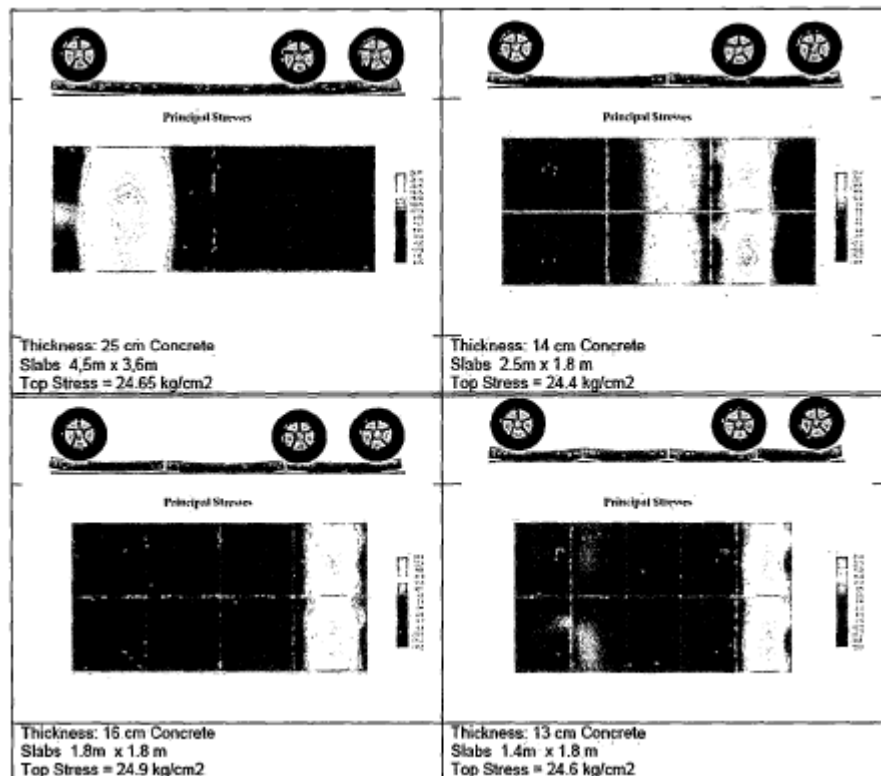 Principal Stresses
Thickness: 25 cm Concrete
Slabs 4,5m x 3,6m
Top Stress = 24.65 kg/cm2
Principal Stresses
Thickness: 14 cm Concrete
Slabs 2.5m x 1.8 m
Top Stress = 24.4 kg/cm2
Principal Stresses
Thickness: 16 cm Concrete
Slabs 1.8m x 1.8 m
Top Stress = 24.9 kg/cm2
Principal Stresses
Thickness: 13 cm Concrete
Slabs 1.4m x 1.8 m
Top Stress = 24.6 kg/cm2